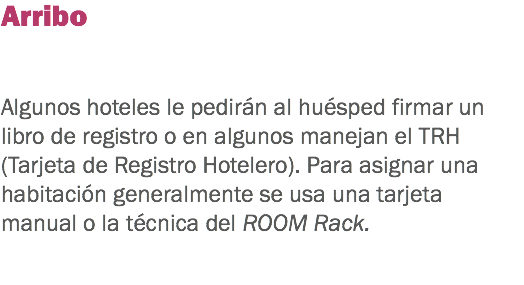 Arribo
Algunos hoteles le pedirán al huésped firmar un
libro de registro o en algunos manejan el TRH
(Tarjeta de Registro Hotelero). Para asignar una
habitación generalmente se usa una tarjeta
manual o la técnica del ROOM Rack.